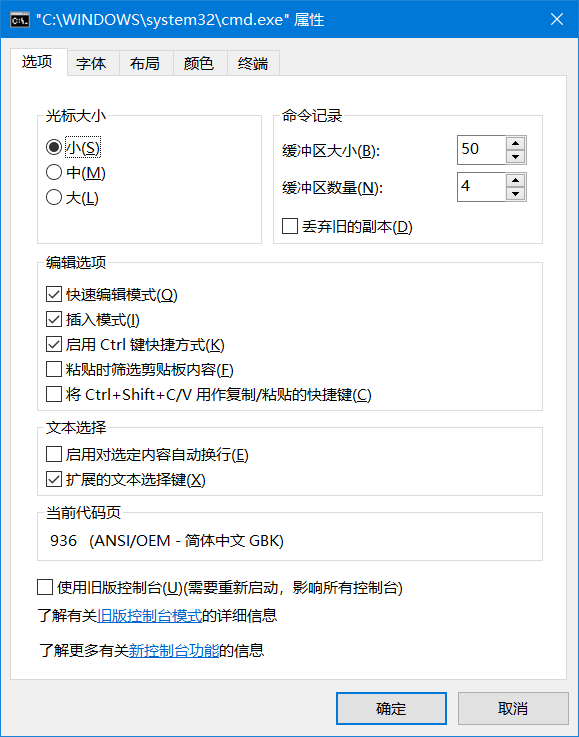 "C:\WINDOWS\system32\cmd.exe" 属性
选项 字体 布局 颜色 终端
光标大小
小(S)
中(M)
大(L)
命令记录
缓冲区大小(B): 50
缓冲区数量(N): 4
丢弃旧的副本(D)
编辑选项
快速编辑模式(Q)
插入模式(I)
启用 Ctrl 键快捷方式(K)
粘贴时筛选剪贴板内容(F)
将 Ctrl+Shift+C/V 用作复制/粘贴的快捷键(C)
文本选择
启用对选定内容自动换行(E)
扩展的文本选择键(X)
当前代码页
936 (ANSI/OEM - 简体中文 GBK)
使用旧版控制台(U)(需要重新启动，影响所有控制台)
了解有关旧版控制台模式的详细信息
了解更多有关新控制台功能的信息
确定 取消